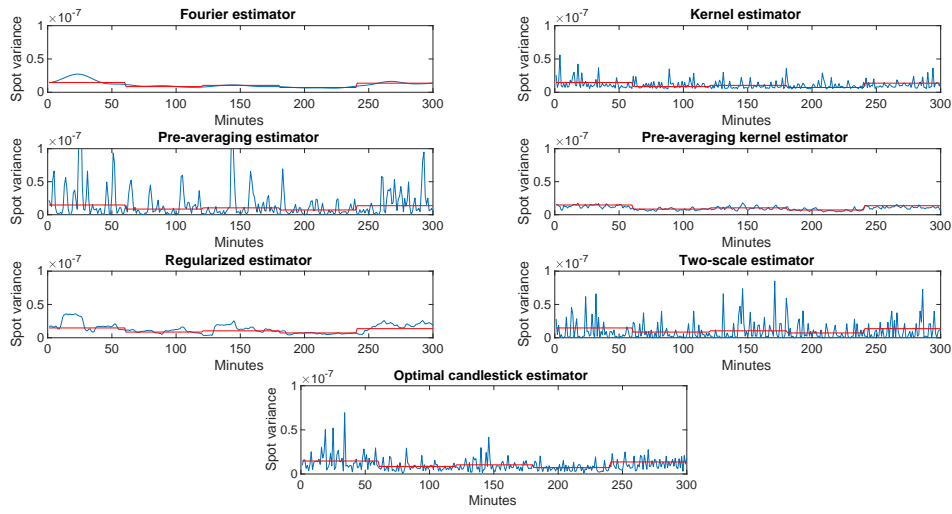 Fourier estimator
×10^-7
1
0.5
0
Spot variance
0 50 100 150 200 250 300
Minutes
Kernel estimator
×10^-7
1
0.5
0
Spot variance
0 50 100 150 200 250 300
Minutes
Pre-averaging estimator
×10^-7
1
0.5
0
Spot variance
0 50 100 150 200 250 300
Minutes
Pre-averaging kernel estimator
×10^-7
1
0.5
0
Spot variance
0 50 100 150 200 250 300
Minutes
Regularized estimator
×10^-7
1
0.5
0
Spot variance
0 50 100 150 200 250 300
Minutes
Two-scale estimator
×10^-7
1
0.5
0
Spot variance
0 50 100 150 200 250 300
Minutes
Optimal candlestick estimator
×10^-7
1
0.5
0
Spot variance
0 50 100 150 200 250 300
Minutes